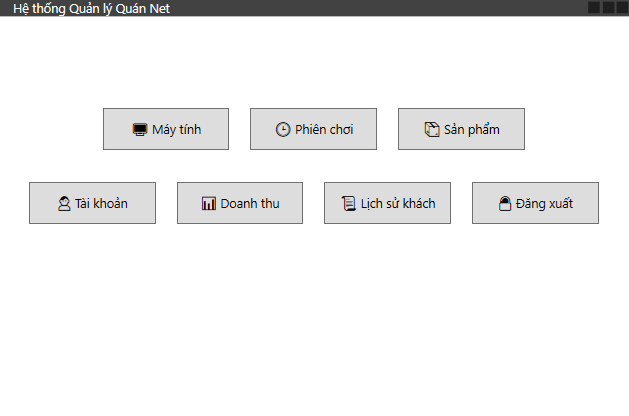 Hệ thống Quản lý Quán Net
Máy tính
Phiên chơi
Sản phẩm
Tài khoản
Doanh thu
Lịch sử khách
Đăng xuất